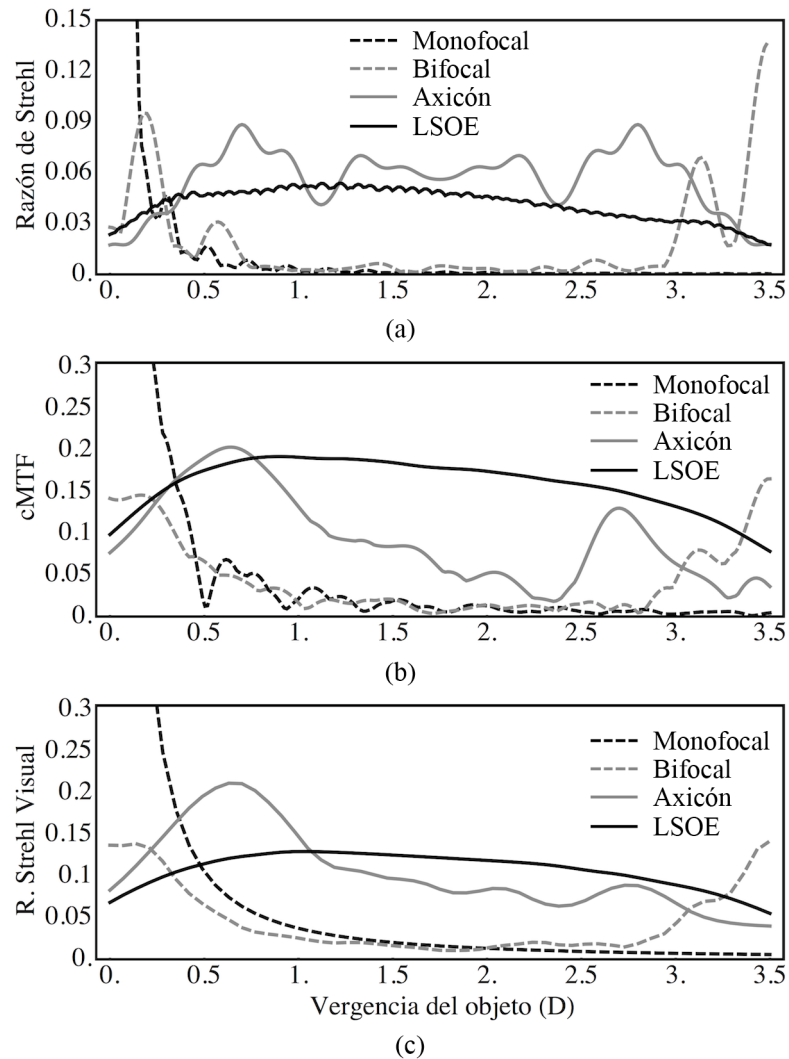 0.15
0.12
0.09
0.06
0.03
0.
Razón de Strehl
Monofocal
Bifocal
Axicón
LSOE
0. 0.5 1. 1.5 2. 2.5 3. 3.5
(a)
0.3
0.25
0.2
0.15
0.1
0.05
0.
cMTF
Monofocal
Bifocal
Axicón
LSOE
0. 0.5 1. 1.5 2. 2.5 3. 3.5
(b)
0.3
0.25
0.2
0.15
0.1
0.05
0.
R. Strehl Visual
Monofocal
Bifocal
Axicón
LSOE
0. 0.5 1. 1.5 2. 2.5 3. 3.5
Vergencia del objeto (D)
(c)